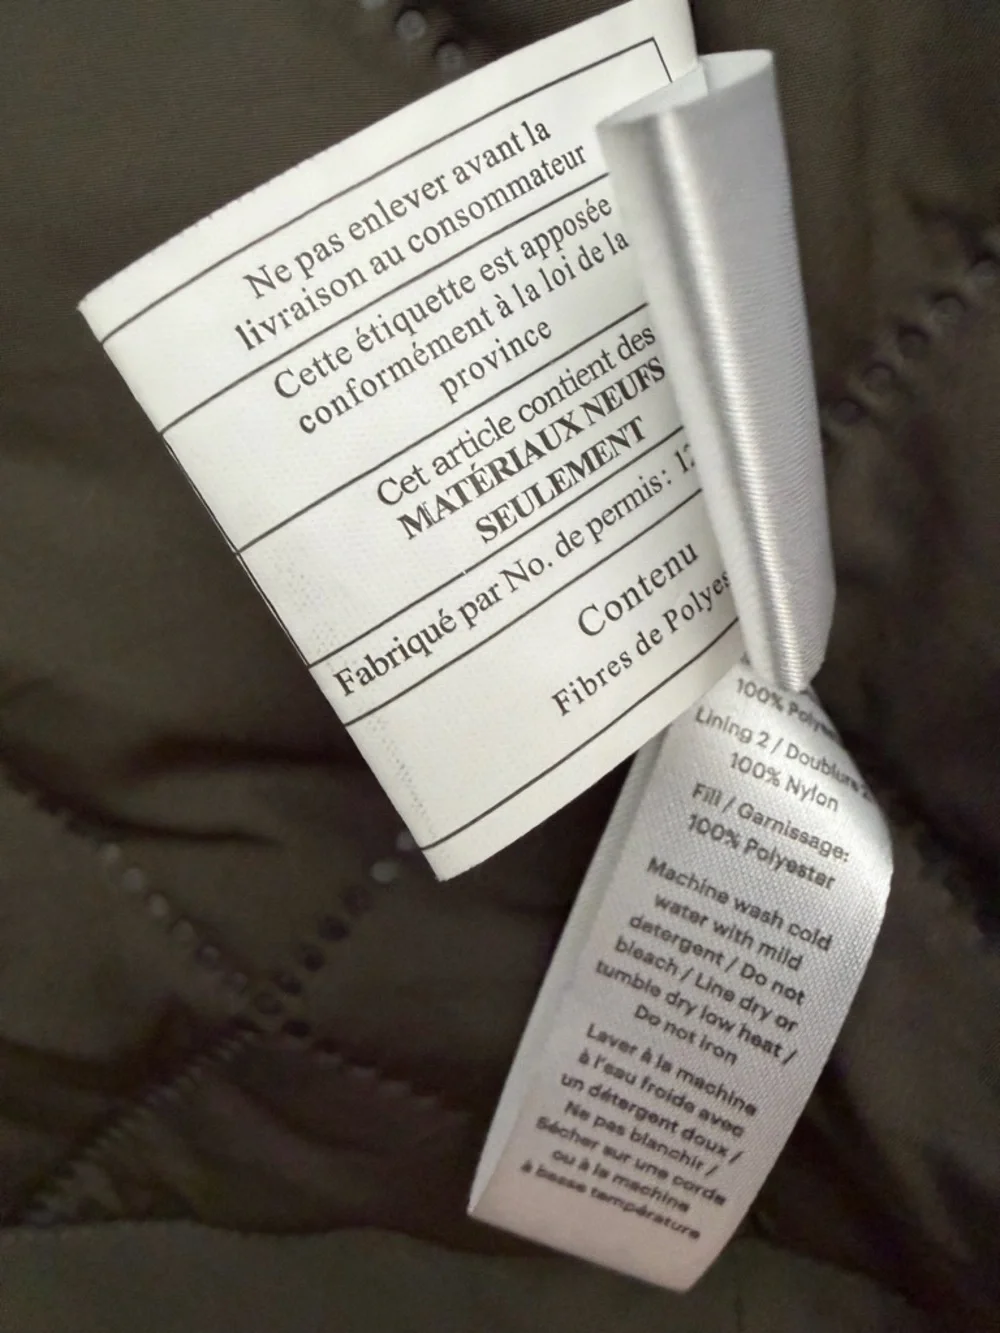 Ne pas enlever avant la
livraison au consommateur
Cette étiquette est apposée
conformément à la loi de la
province
Cet article contient des
MATÉRIAUX NEUFS
SEULEMENT
Fabriqué par No. de permis:
Contenu
Fibres de
100%
Lining 2 / Doublure 2
100% Nylon
Fill / Garnissage:
100% Polyester
Machine wash cold
water with mild
detergent / Do not
bleach / Line dry or
tumble dry low heat /
Do not iron
Laver à la machine
à l'eau froide avec
un détergent doux /
Ne pas blanchir /
Sécher sur une corde
ou à la machine
à basse température